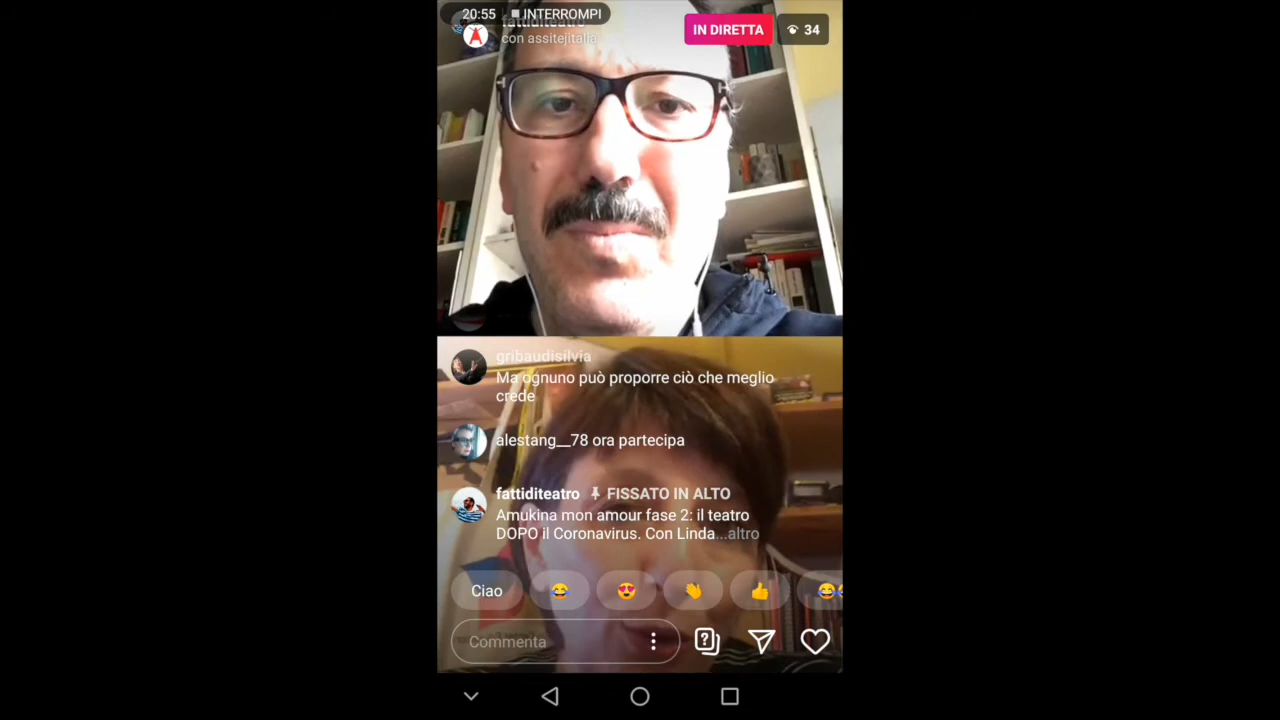 20:55 INTERROMPI
fattiditeatro
con assitejitalia
IN DIRETTA
34
gribaudisilvia
Ma ognuno può proporre ciò che meglio
crede
alestang__78 ora partecipa
fattiditeatro FISSATO IN ALTO
Amukina mon amour fase 2: il teatro
DOPO il Coronavirus. Con Linda...altro
Ciao
Commenta